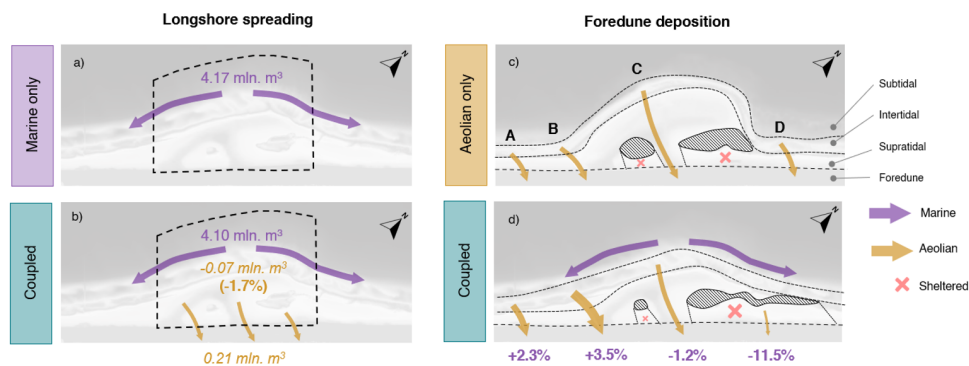 Longshore spreading
Foredune deposition
Marine only
a)
4.17 mln. m³
N
Aeolian only
c)
A
B
C
D
N
Subtidal
Intertidal
Supratidal
Foredune
Coupled
b)
4.10 mln. m³
-0.07 mln. m³
(-1.7%)
0.21 mln. m³
N
Coupled
d)
N
+2.3%
+3.5%
-1.2%
-11.5%
Marine
Aeolian
Sheltered